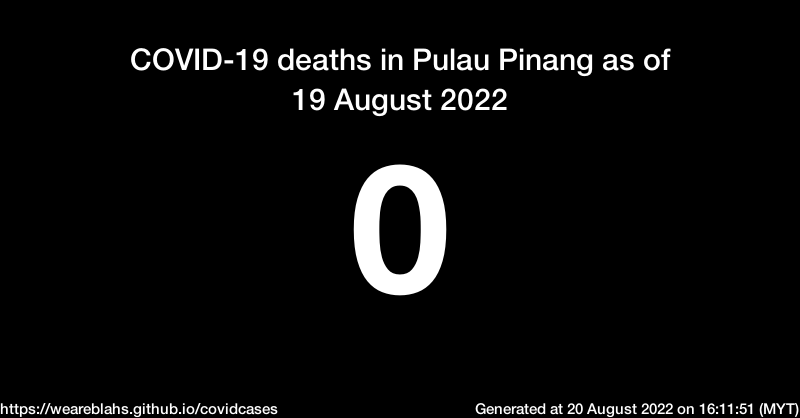 COVID-19 deaths in Pulau Pinang as of
19 August 2022
0
https://weareblahs.github.io/covidcases
Generated at 20 August 2022 on 16:11:51 (MYT)